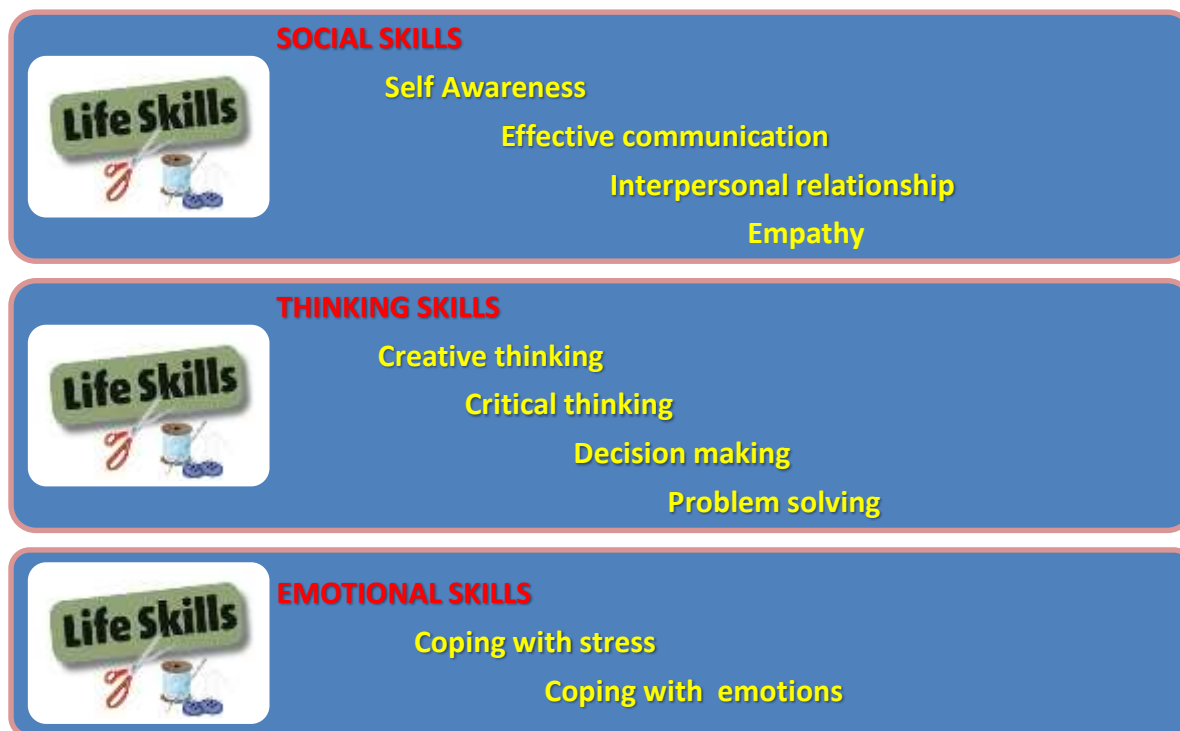 SOCIAL SKILLS
Life Skills
Self Awareness
Effective communication
Interpersonal relationship
Empathy
THINKING SKILLS
Life Skills
Creative thinking
Critical thinking
Decision making
Problem solving
EMOTIONAL SKILLS
Life Skills
Coping with stress
Coping with emotions